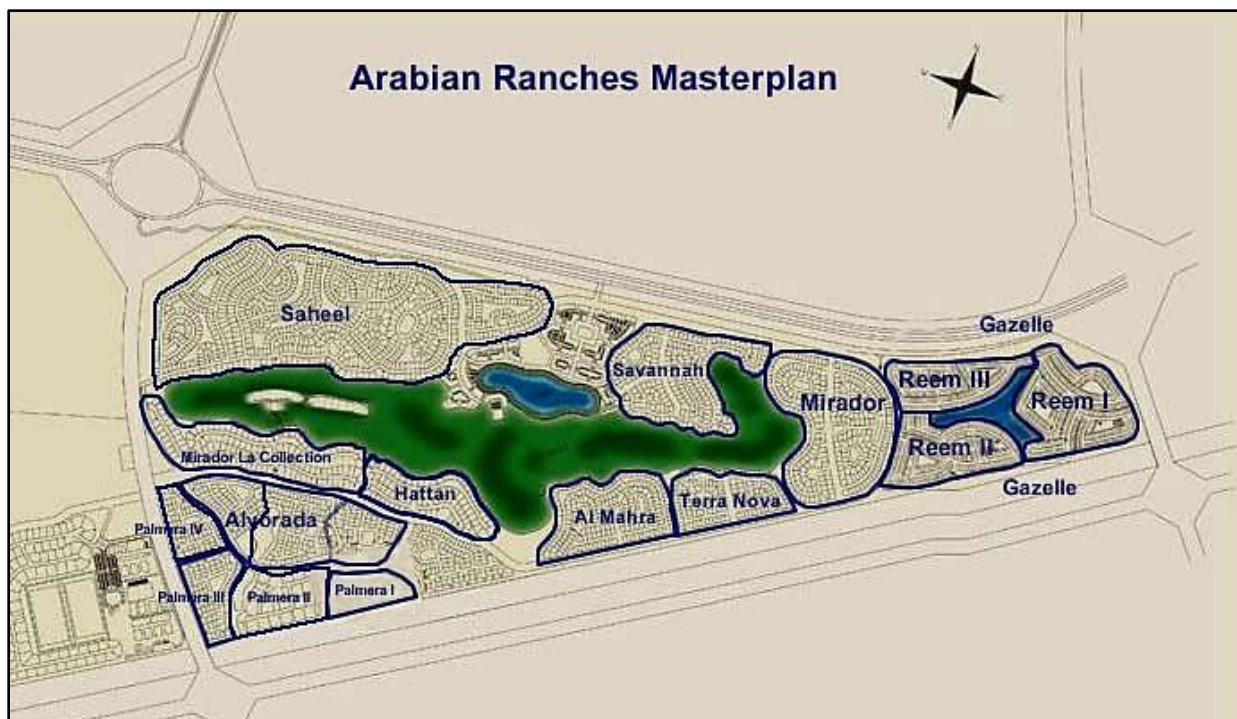 Arabian Ranches Masterplan
Saheel
Gazelle
Savannah
Reem III
Mirador
Reem I
Reem II
Mirador La Collection
Hattan
Gazelle
Terra Nova
Al Mahra
Alvorada
Palmera IV
Palmera III
Palmera II
Palmera I